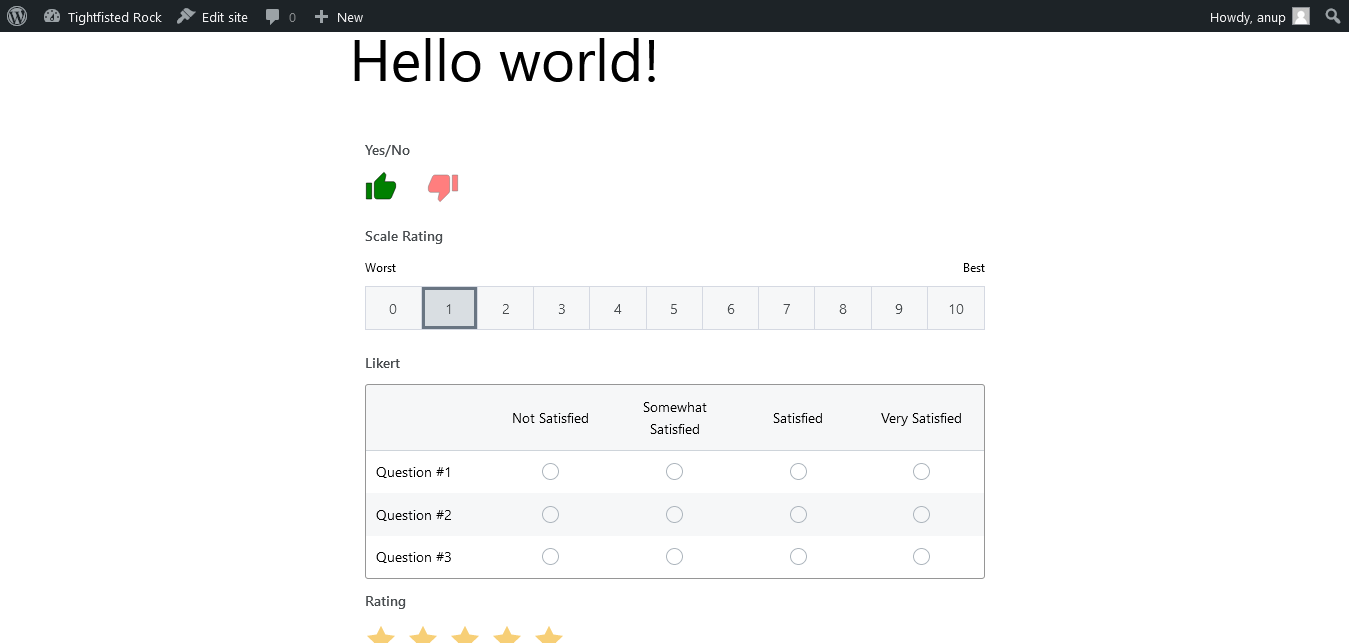 Tightfisted Rock Edit site 0 New Howdy, anup
Hello world!
Yes/No
Scale Rating
Worst Best
0 1 2 3 4 5 6 7 8 9 10
Likert
Not Satisfied Somewhat Satisfied Satisfied Very Satisfied
Question #1
Question #2
Question #3
Rating